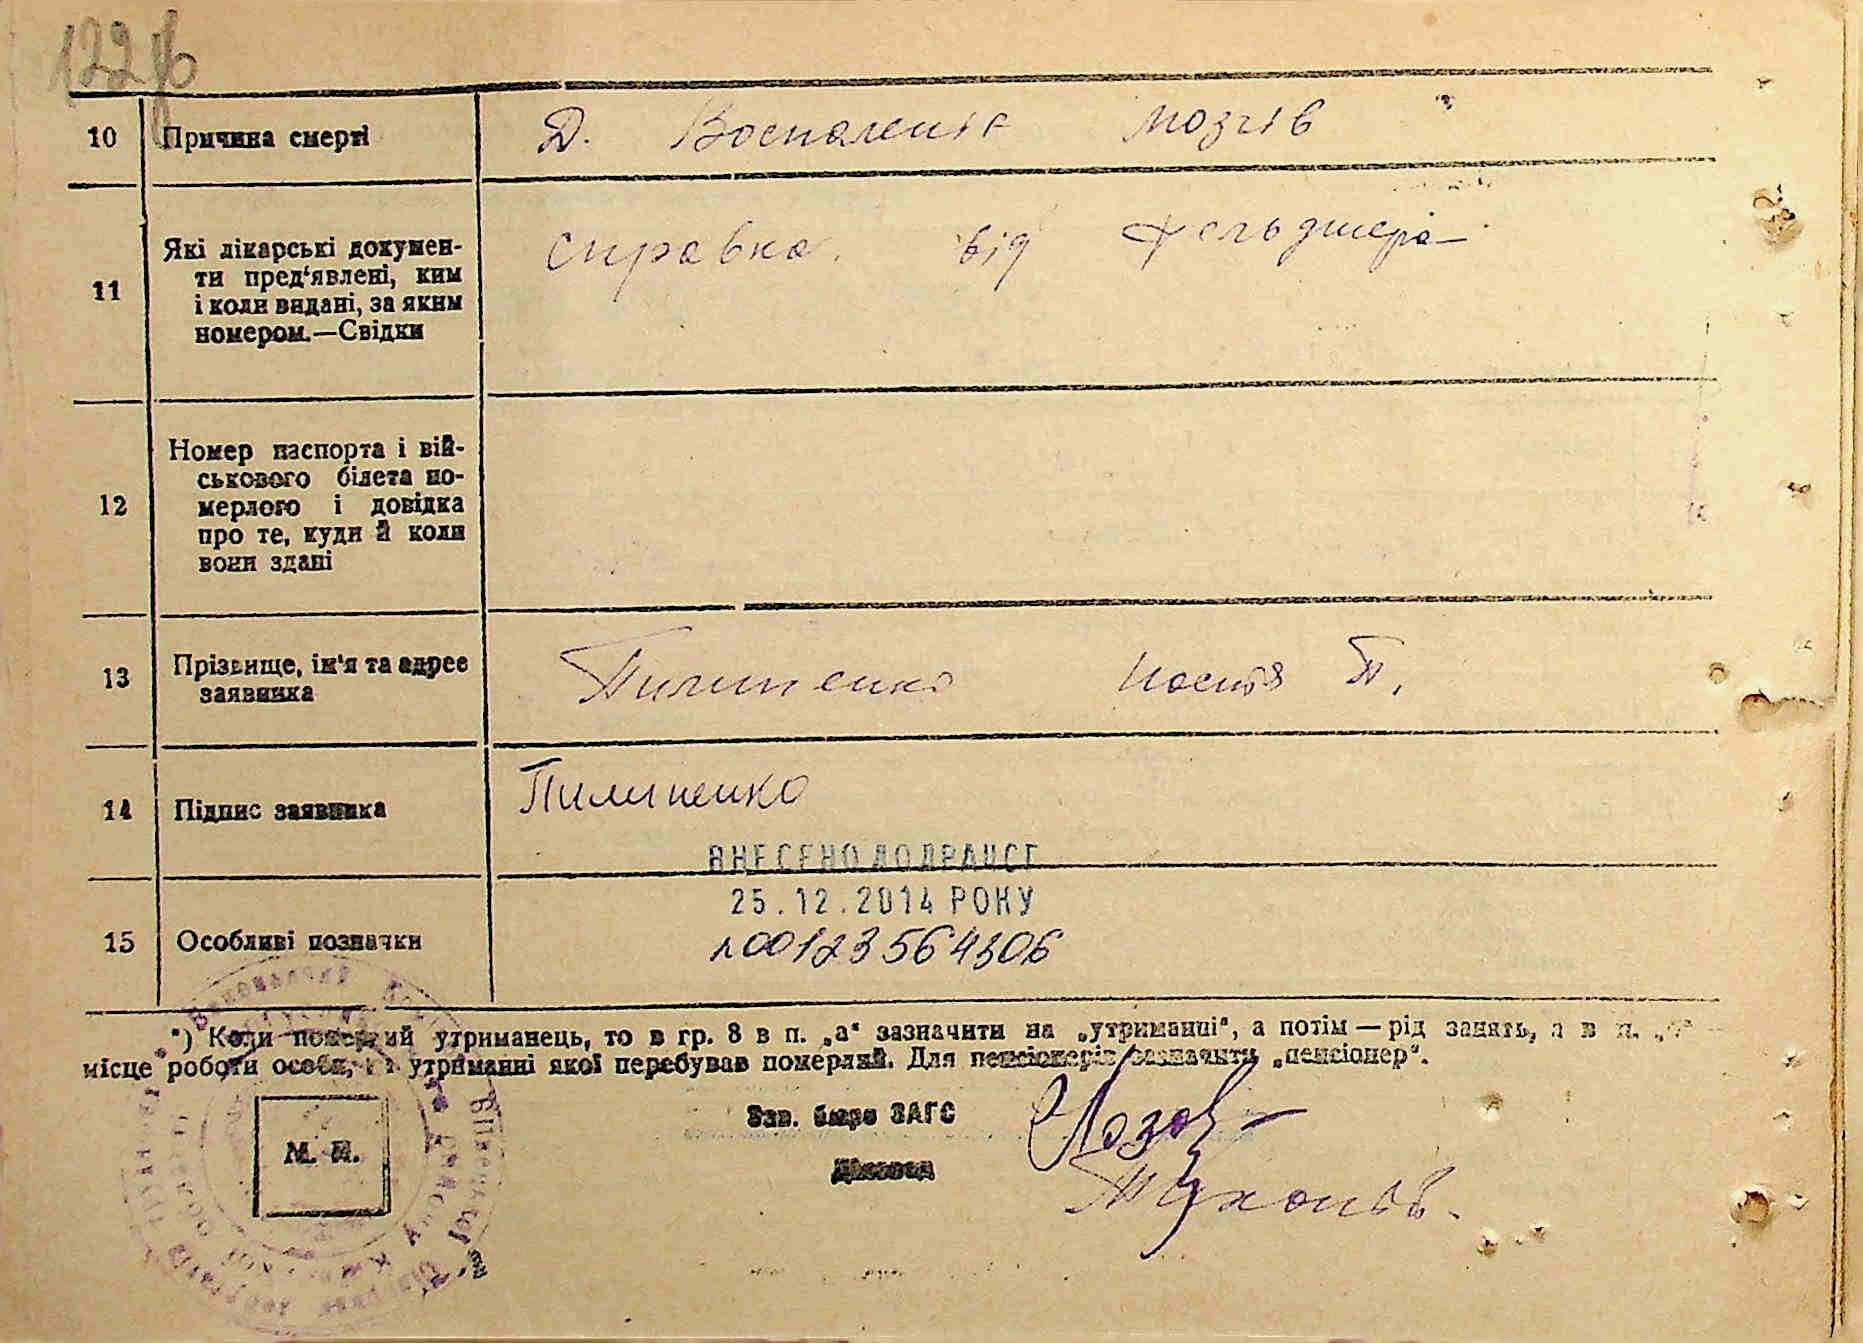 122
10 Причина смерті Д. Воспаленія мозгів
11 Які лікарські докумен-
ти пред'явлені, ким
і коли видані, за яким
номером.—Свідки
справка від фельдшера
12 Номер паспорта і вій-
ськового білета по-
мерлого і довідка
про те, куди й коли
вони здані
13 Прізвище, ім'я та адрес
заявника
Пилипенко Настя П.
14 Підпис заявника Пилипенко
ВНЕСЕНО ДО ДРАЦСГ
25.12.2014 РОКУ
15 Особливі позначки 00123564306
*) Коли померлий утриманець, то в гр. 8 в п. „а“ зазначити на „утриманні“, а потім — рід занять, а в п.
місце роботи особи, на утриманні якої перебував померлий. Для пенсіонерів зазначити „пенсіонер“.
Зав. бюро ЗАГС
М. П.
Діловод